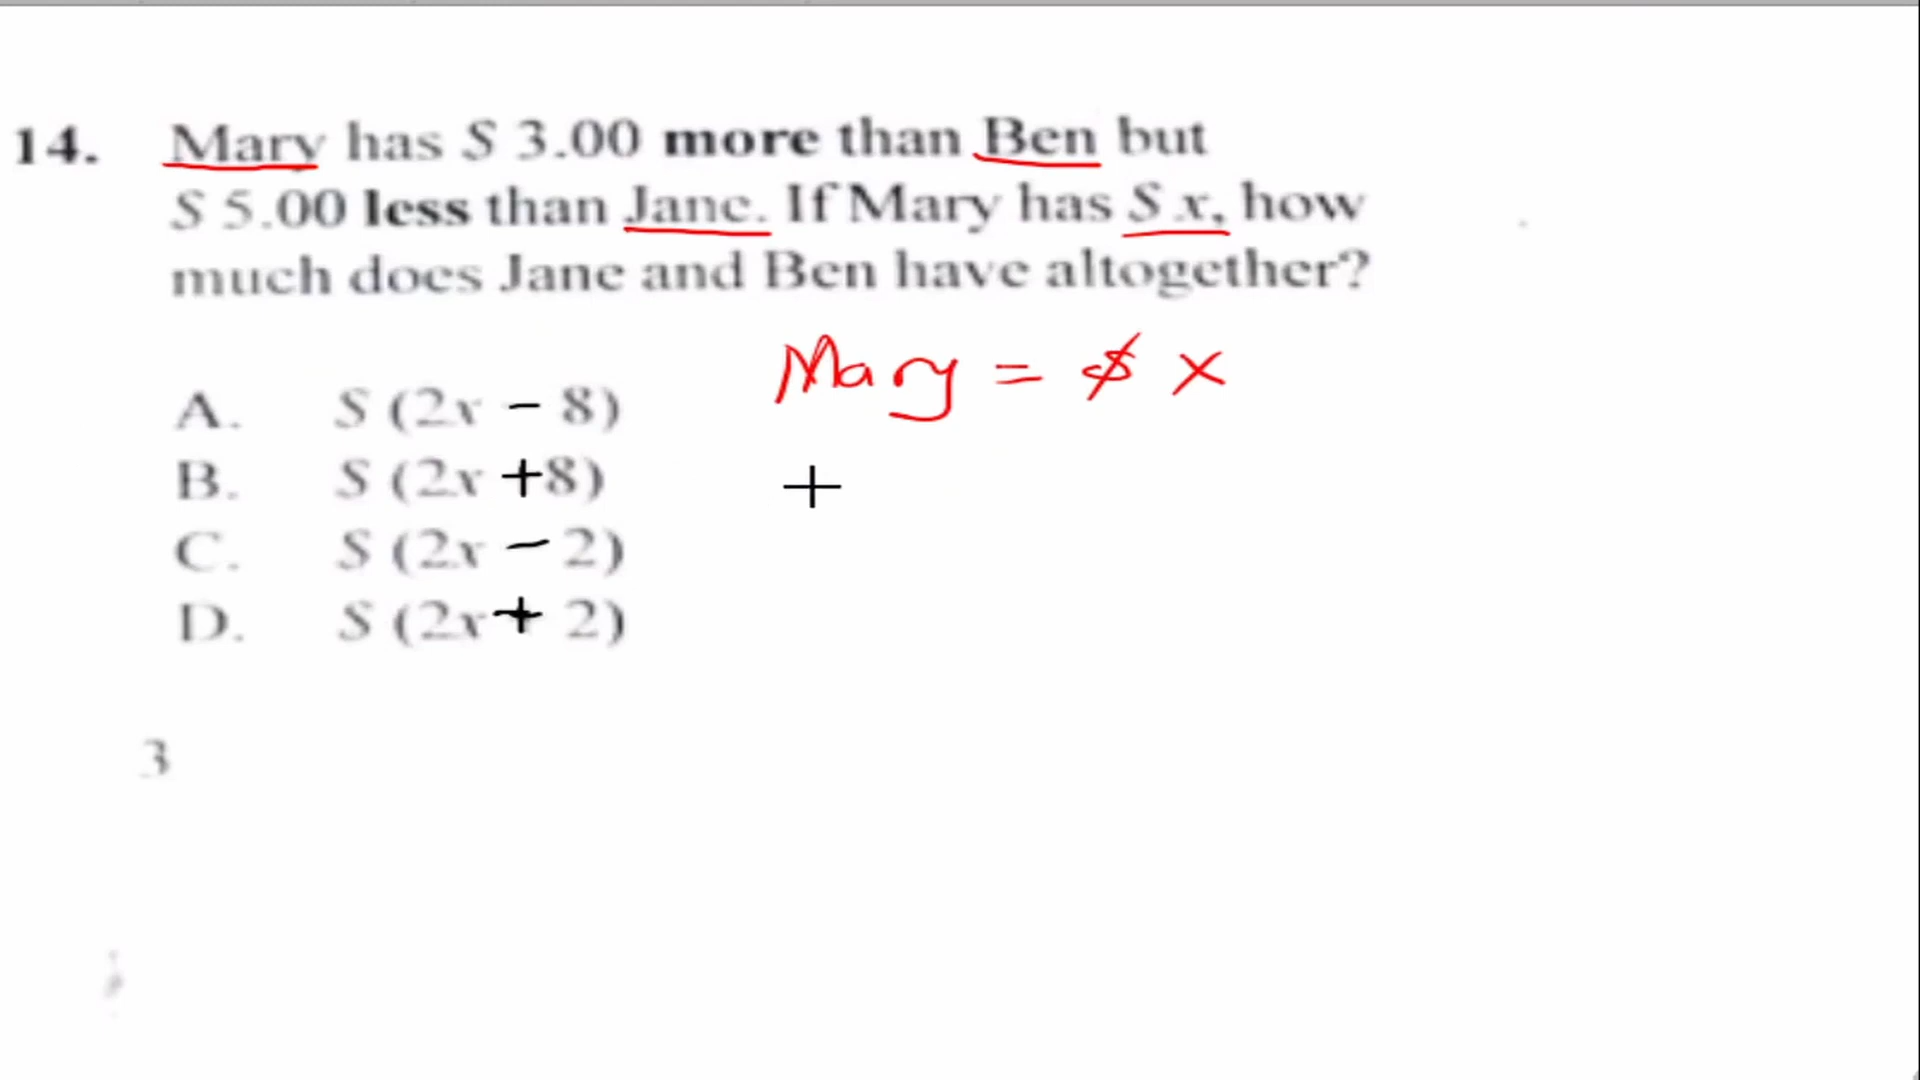 14. Mary has $ 3.00 more than Ben but
$ 5.00 less than Jane. If Mary has $ x, how
much does Jane and Ben have altogether?
Mary = $ x
A. $ (2x - 8)
B. $ (2x +8)
C. $ (2x - 2)
D. $ (2x + 2)
3